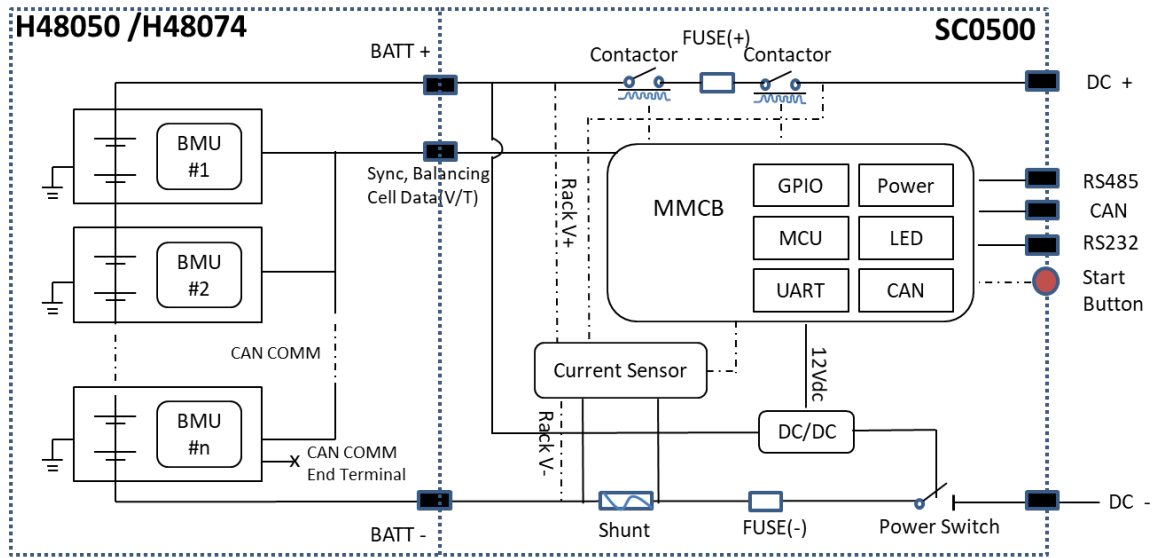 H48050 /H48074
SC0500
BATT +
Contactor
FUSE(+)
Contactor
DC +
BMU
#1
Sync, Balancing
Cell Data(V/T)
MMCB
GPIO
Power
MCU
LED
UART
CAN
RS485
CAN
RS232
Start
Button
BMU
#2
Rack V+
CAN COMM
Current Sensor
12Vdc
BMU
#n
CAN COMM
End Terminal
X
Rack V-
DC/DC
BATT -
Shunt
FUSE(-)
Power Switch
DC -